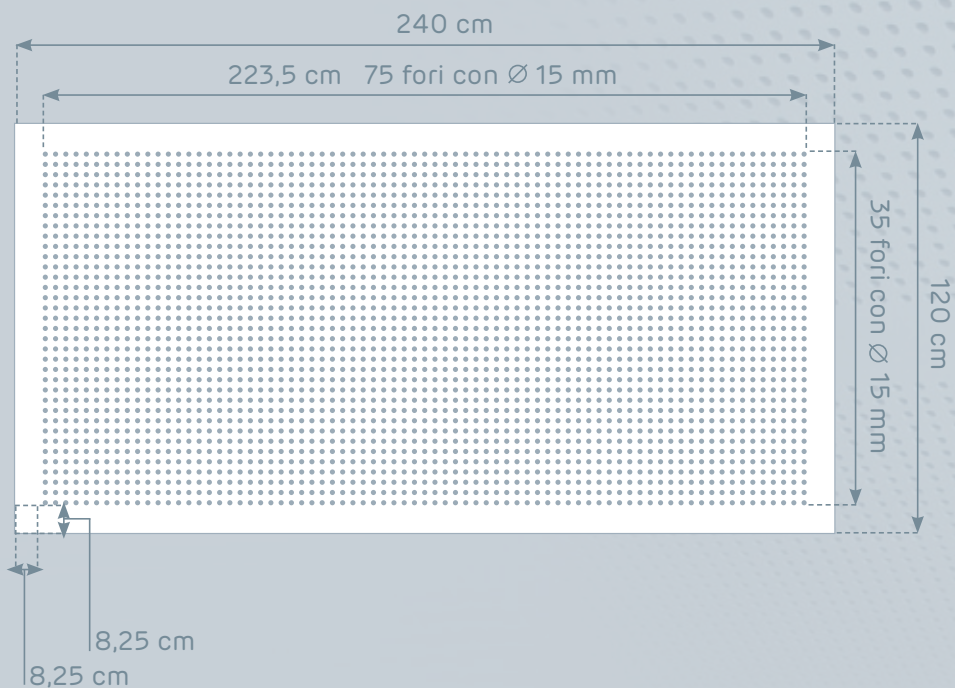 240 cm
223,5 cm 75 fori con ∅ 15 mm
35 fori con ∅ 15 mm
120 cm
8,25 cm
8,25 cm